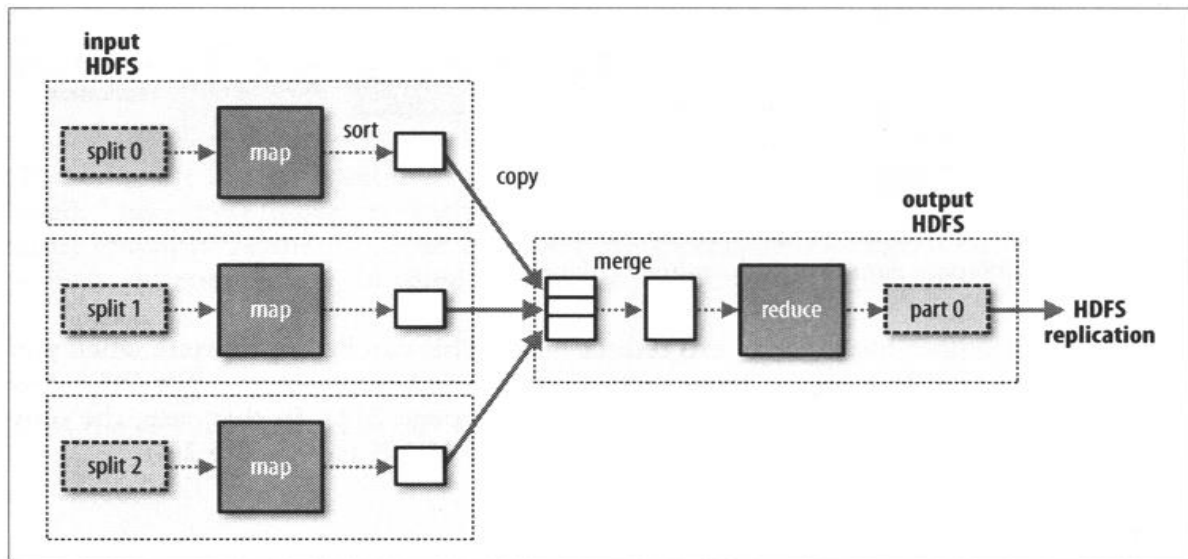 input
HDFS
split 0
map
sort
copy
split 1
map
split 2
map
output
HDFS
merge
reduce
part 0
HDFS
replication